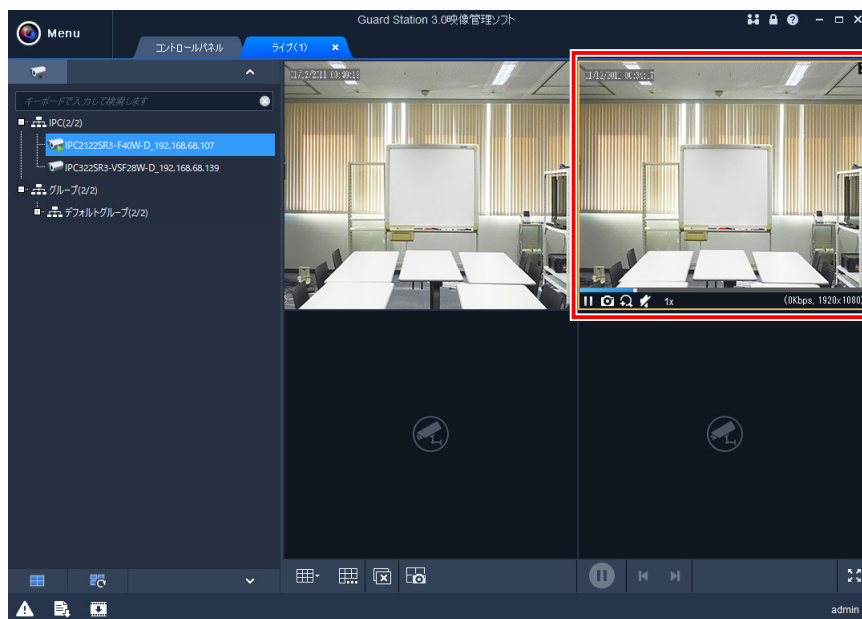 Guard Station 3.0映像管理ソフト
Menu
コントロールパネル
ライブ(1)
キーボードで入力して検索します
IPC(2/2)
IPC2122SR3-F40W-D_192.168.68.107
IPC322SR3-VSF28W-D_192.168.68.139
グループ(2/2)
デフォルトグループ(2/2)
1x
(0Kbps, 1920x1080)
admin